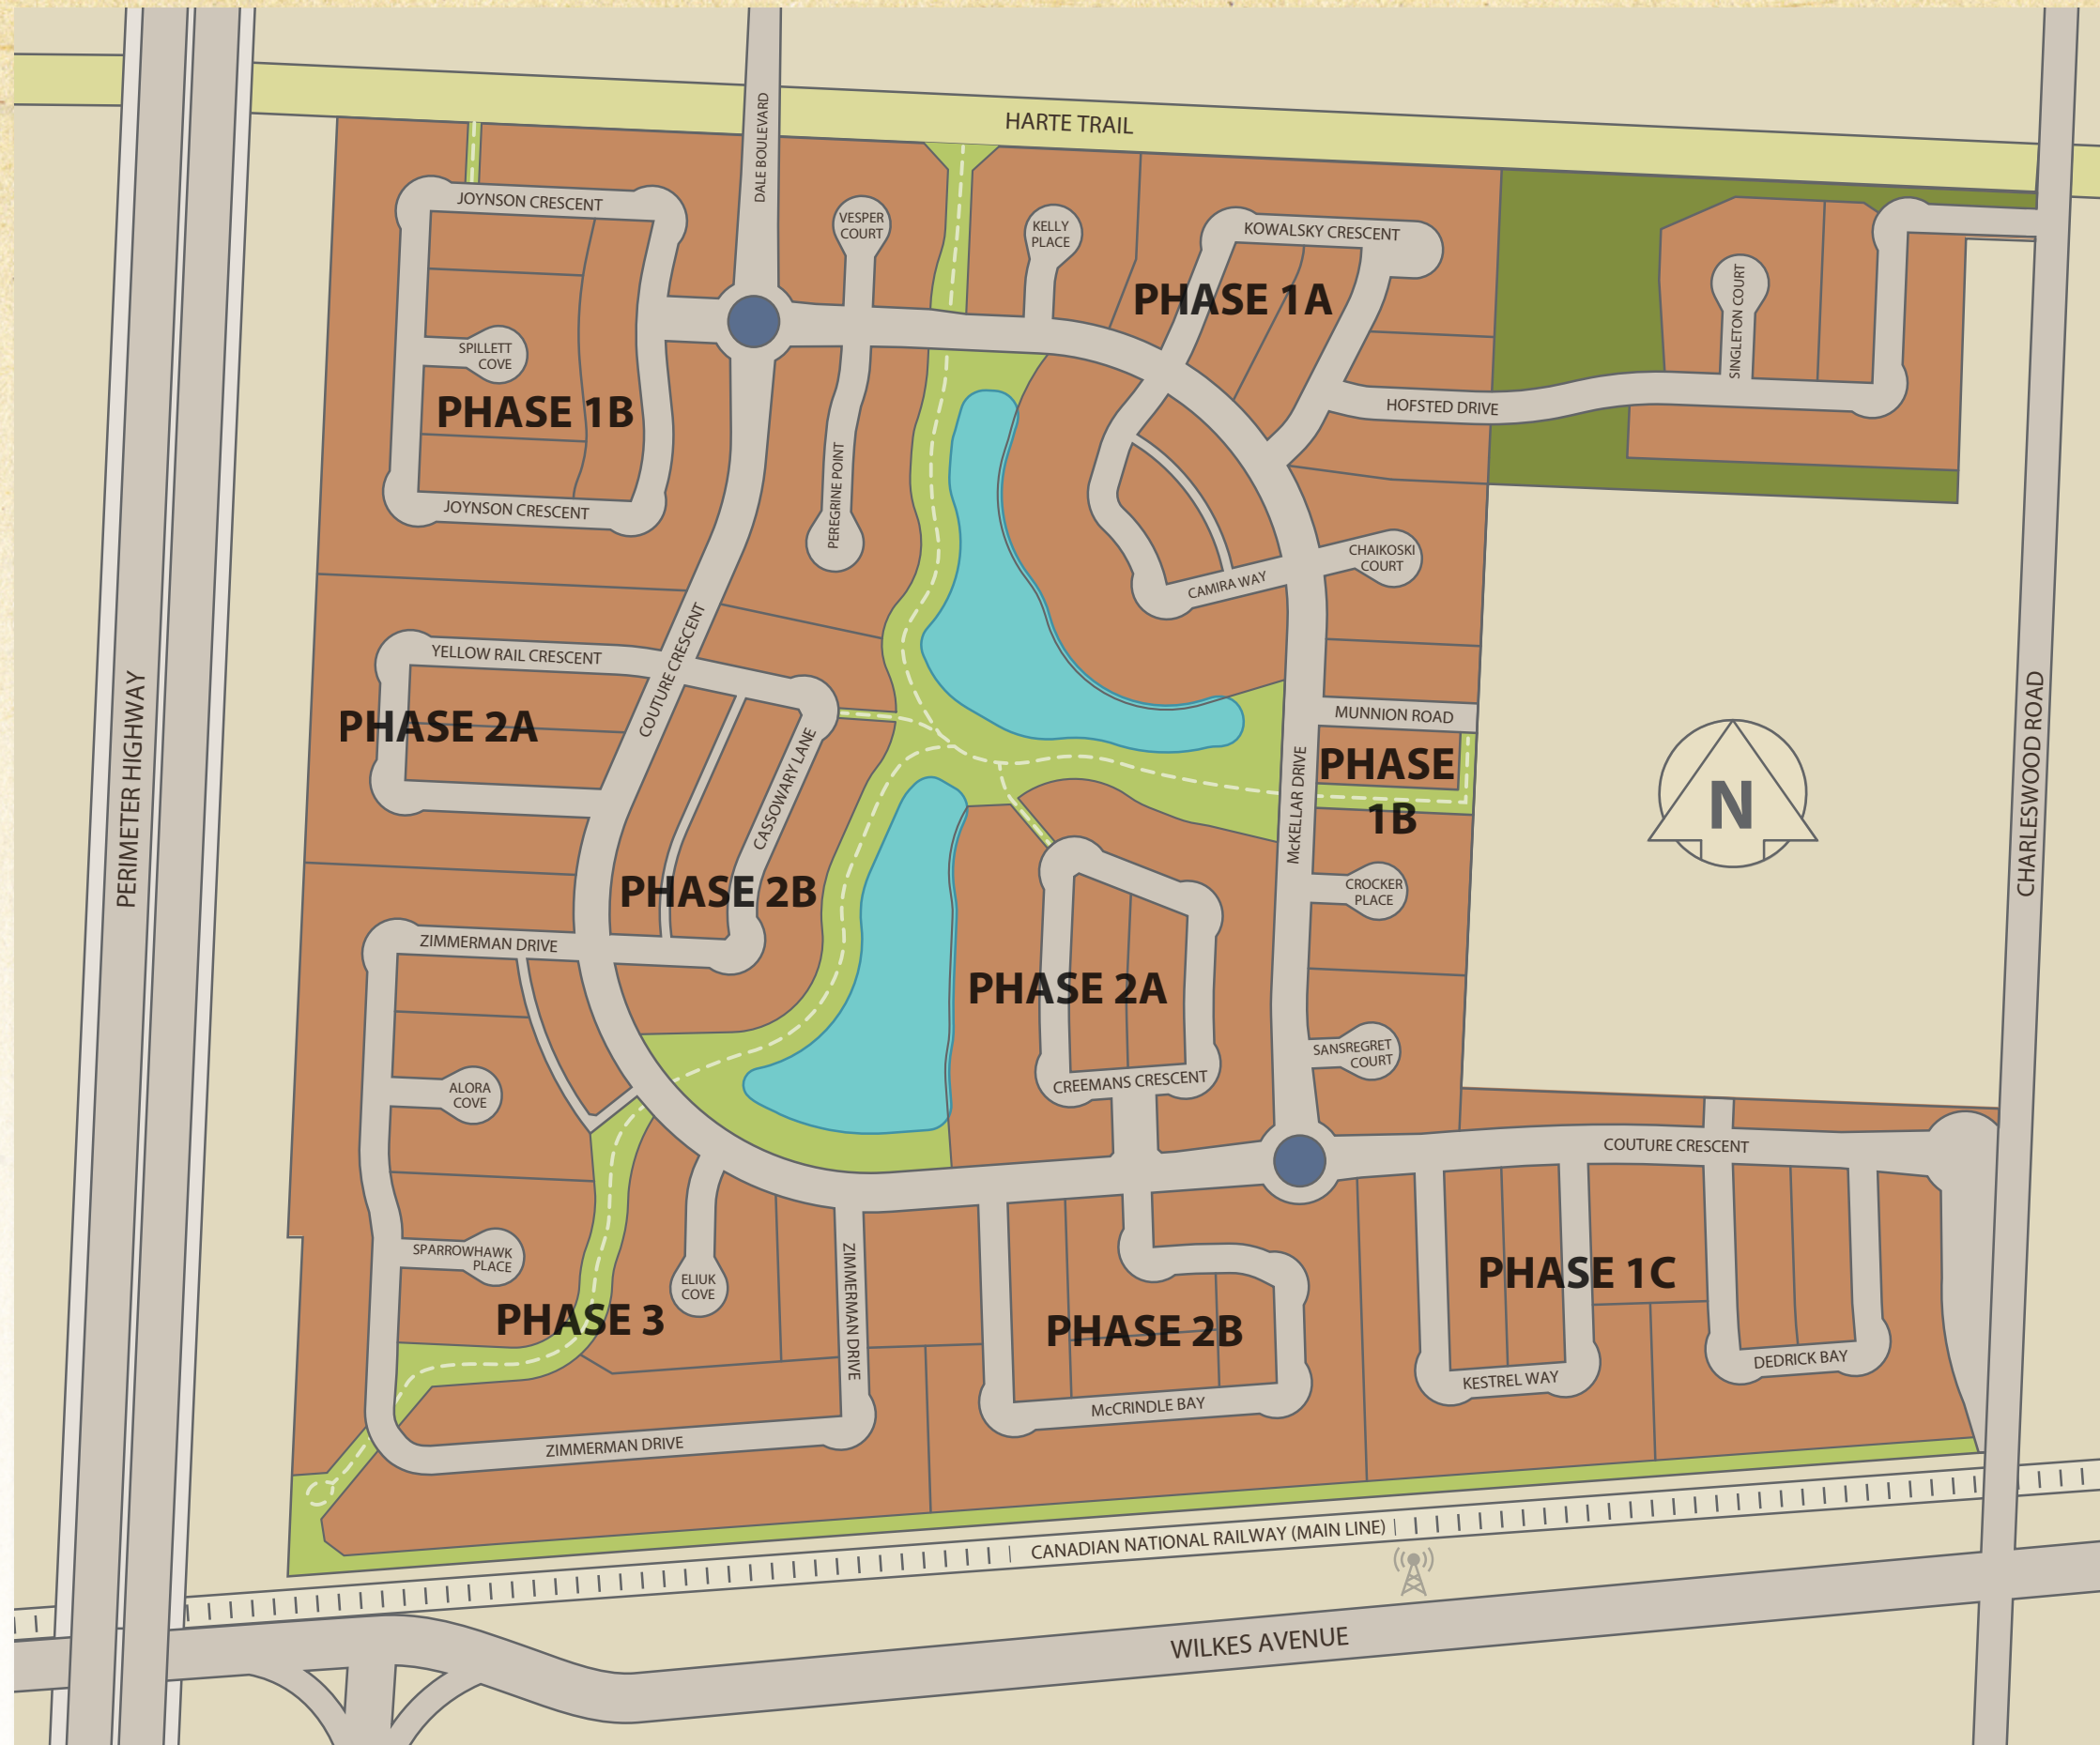 HARTE TRAIL
DALE BOULEVARD
JOYNSON CRESCENT
VESPER
COURT
KELLY
PLACE
KOWALSKY CRESCENT
PHASE 1A
SINGLETON COURT
SPILLETT
COVE
PHASE 1B
HOFSTED DRIVE
JOYNSON CRESCENT
PEREGRINE POINT
CHAIKOSKI
COURT
CAMIRA WAY
YELLOW RAIL CRESCENT
COUTURE CRESCENT
PHASE 2A
MUNNION ROAD
PERIMETER HIGHWAY
CASSOWARY LANE
McKELLAR DRIVE
PHASE
1B
N
CHARLESWOOD ROAD
PHASE 2B
CROCKER
PLACE
ZIMMERMAN DRIVE
PHASE 2A
SANSREGRET
COURT
ALORA
COVE
CREEMANS CRESCENT
COUTURE CRESCENT
SPARROWHAWK
PLACE
ELIUK
COVE
ZIMMERMAN DRIVE
PHASE 3
PHASE 2B
PHASE 1C
DEDRICK BAY
KESTREL WAY
McCRINDLE BAY
ZIMMERMAN DRIVE
CANADIAN NATIONAL RAILWAY (MAIN LINE)
WILKES AVENUE